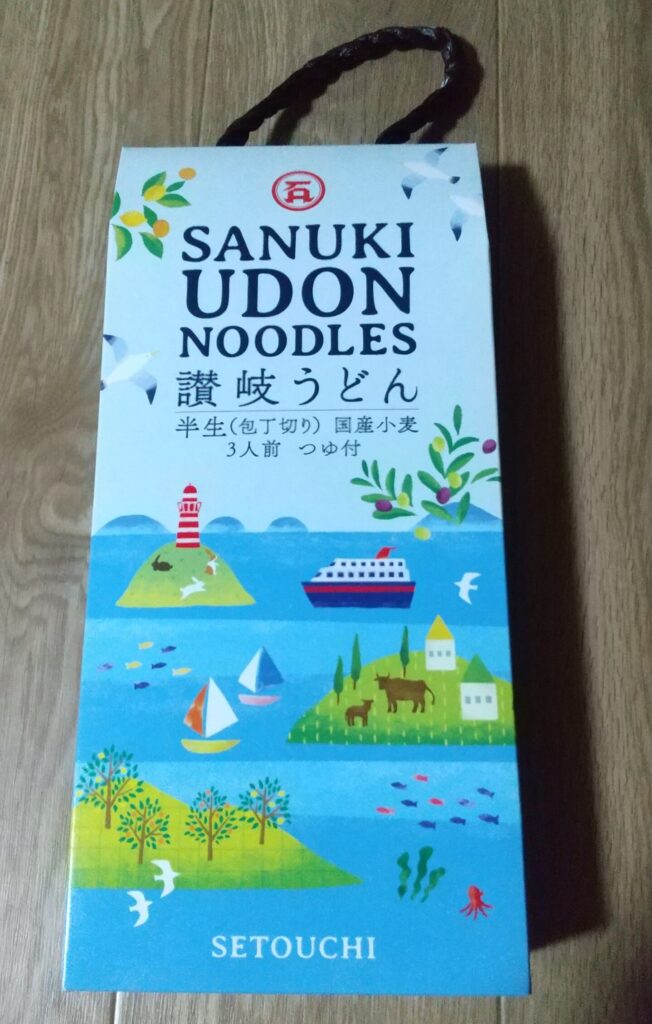 SANUKI
UDON
NOODLES
讃岐うどん
半生(包丁切り) 国産小麦
3人前 つゆ付
SETOUCHI